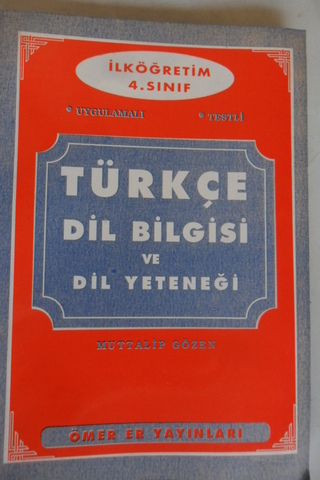 İLKÖĞRETİM
4. SINIF
* UYGULAMALI * TESTLİ
TÜRKÇE
DİL BİLGİSİ
VE
DİL YETENEĞİ
MUTTALİP GÖZEN
ÖMER ER YAYINLARI